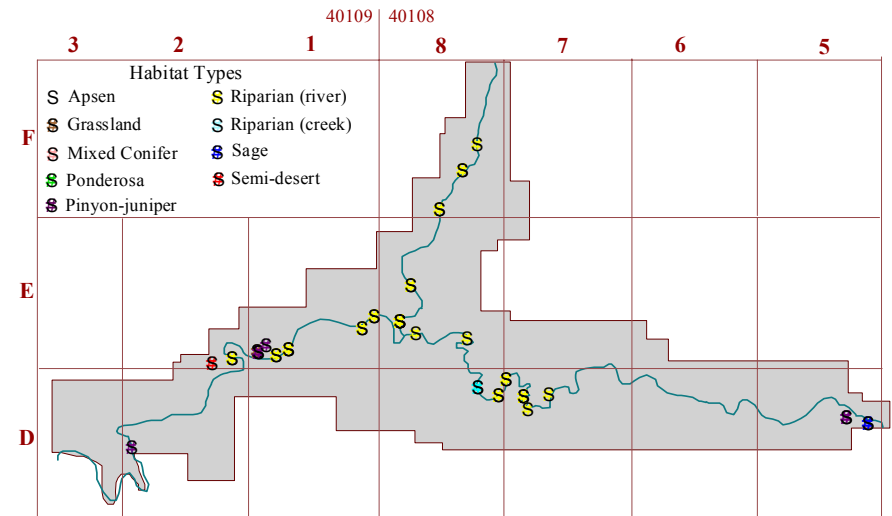 40109 40108
3 2 1 8 7 6 5
Habitat Types
S Apsen S Riparian (river)
S Grassland S Riparian (creek)
S Mixed Conifer S Sage
S Ponderosa S Semi-desert
S Pinyon-juniper
F
S
S
S
E
S
S
S S
S S
S S
S S S S
S
D
S S
S S S
S
S S
S